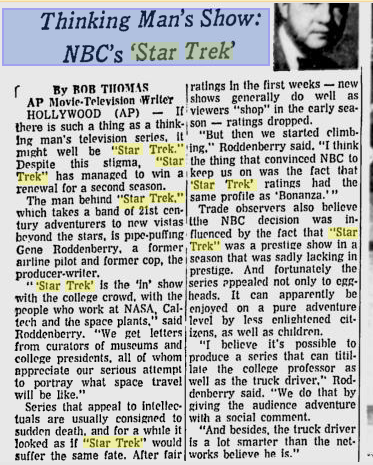 Thinking Man's Show:
NBC's 'Star Trek'
By BOB THOMAS
AP Movie-Television Writer
HOLLYWOOD (AP) — If
there is such a thing as a think-
ing man's television series, it
might well be "Star Trek."
Despite this stigma, "Star
Trek" has managed to win a
renewal for a second season.
The man behind "Star Trek,"
which takes a band of 21st cen-
tury adventurers to new vistas
beyond the stars, is pipe-puffing
Gene Roddenberry, a former
airline pilot and former cop, the
producer-writer.
"'Star Trek' is the 'in' show
with the college crowd, with the
people who work at NASA, Cal-
tech and the space plants," said
Roddenberry. "We get letters
from curators of museums and
college presidents, all of whom
appreciate our serious attempt
to portray what space travel
will be like."
Series that appeal to intellec-
tuals are usually consigned to
sudden death, and for a while it
looked as if "Star Trek" would
suffer the same fate. After fair
ratings in the first weeks — new
shows generally do well as
viewers "shop" in the early sea-
son — ratings dropped.
"But then we started climb-
ing," Roddenberry said. "I think
the thing that convinced NBC to
keep us on was the fact that
'Star Trek' ratings had the
same profile as 'Bonanza.'"
Trade observers also believe
tthe NBC decision was in-
fluenced by the fact that "Star
Trek" was a prestige show in a
season that was sadly lacking in
prestige. And fortunately the
series appealed not only to egg-
heads. It can apparently be
enjoyed on a pure adventure
level by less enlightened cit-
izens, as well as children.
"I believe it's possible to
produce a series that can titil-
late the college professor as
well as the truck driver," Rod-
denberry said. "We do that by
giving the audience adventure
with a social comment.
"And besides, the truck driver
is a lot smarter than the net-
works believe he is."